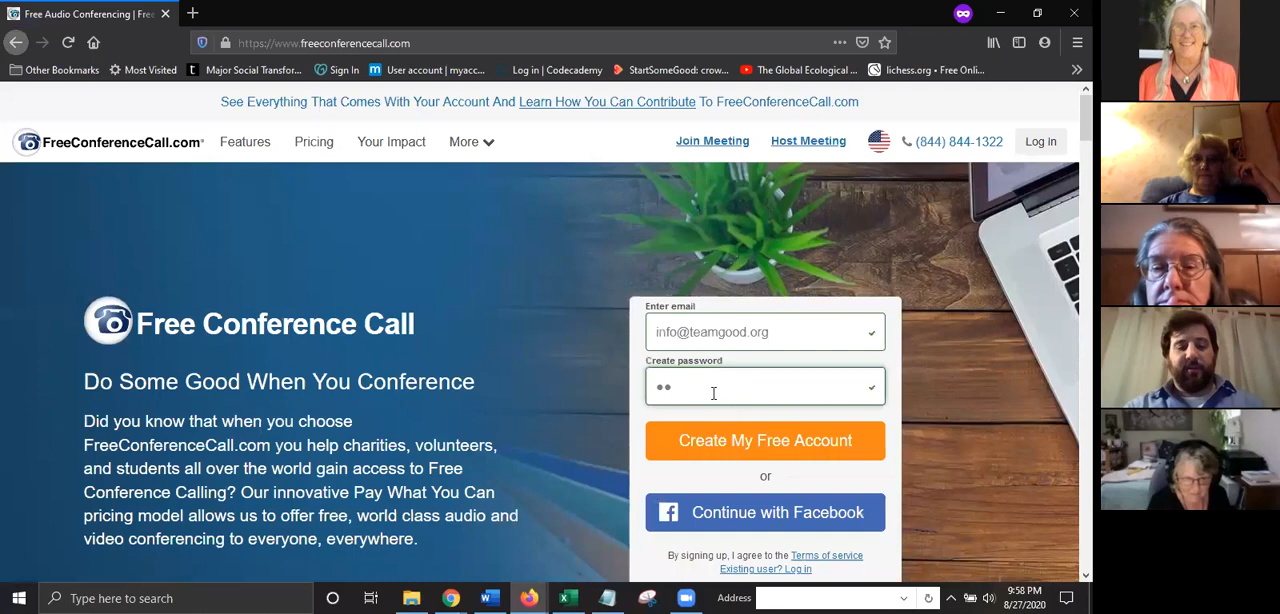 Free Audio Conferencing | Free
https://www.freeconferencecall.com
Other Bookmarks Most Visited Major Social Transfor... Sign In User account | myacc... Log in | Codecademy StartSomeGood: crow... The Global Ecological ... lichess.org • Free Onli...
See Everything That Comes With Your Account And Learn How You Can Contribute To FreeConferenceCall.com
FreeConferenceCall.com® Features Pricing Your Impact More Join Meeting Host Meeting (844) 844-1322 Log in
Enter email
info@teamgood.org
Create password
Free Conference Call
Do Some Good When You Conference
Did you know that when you choose
FreeConferenceCall.com you help charities, volunteers,
and students all over the world gain access to Free
Conference Calling? Our innovative Pay What You Can
pricing model allows us to offer free, world class audio and
video conferencing to everyone, everywhere.
Create My Free Account
or
Continue with Facebook
By signing up, I agree to the Terms of service
Existing user? Log in
Type here to search
Address
9:58 PM
8/27/2020